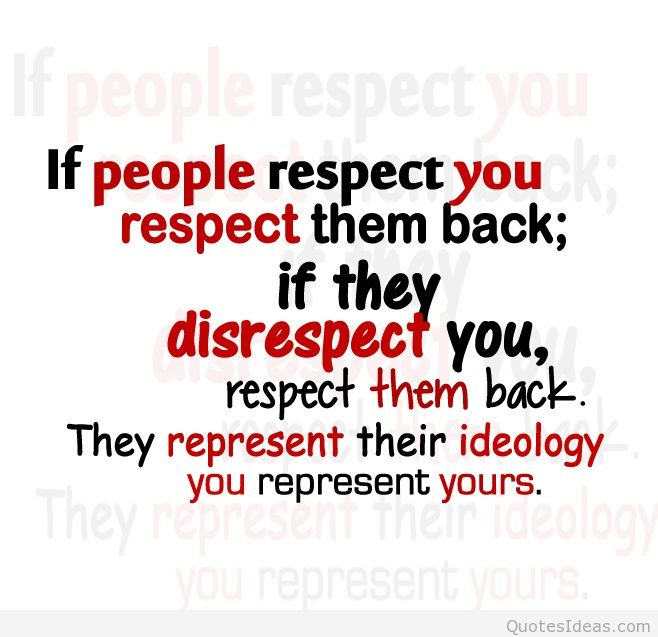 If people respect you
respect them back;
if they
disrespect you,
respect them back.
They represent their ideology
you represent yours.
QuotesIdeas.com